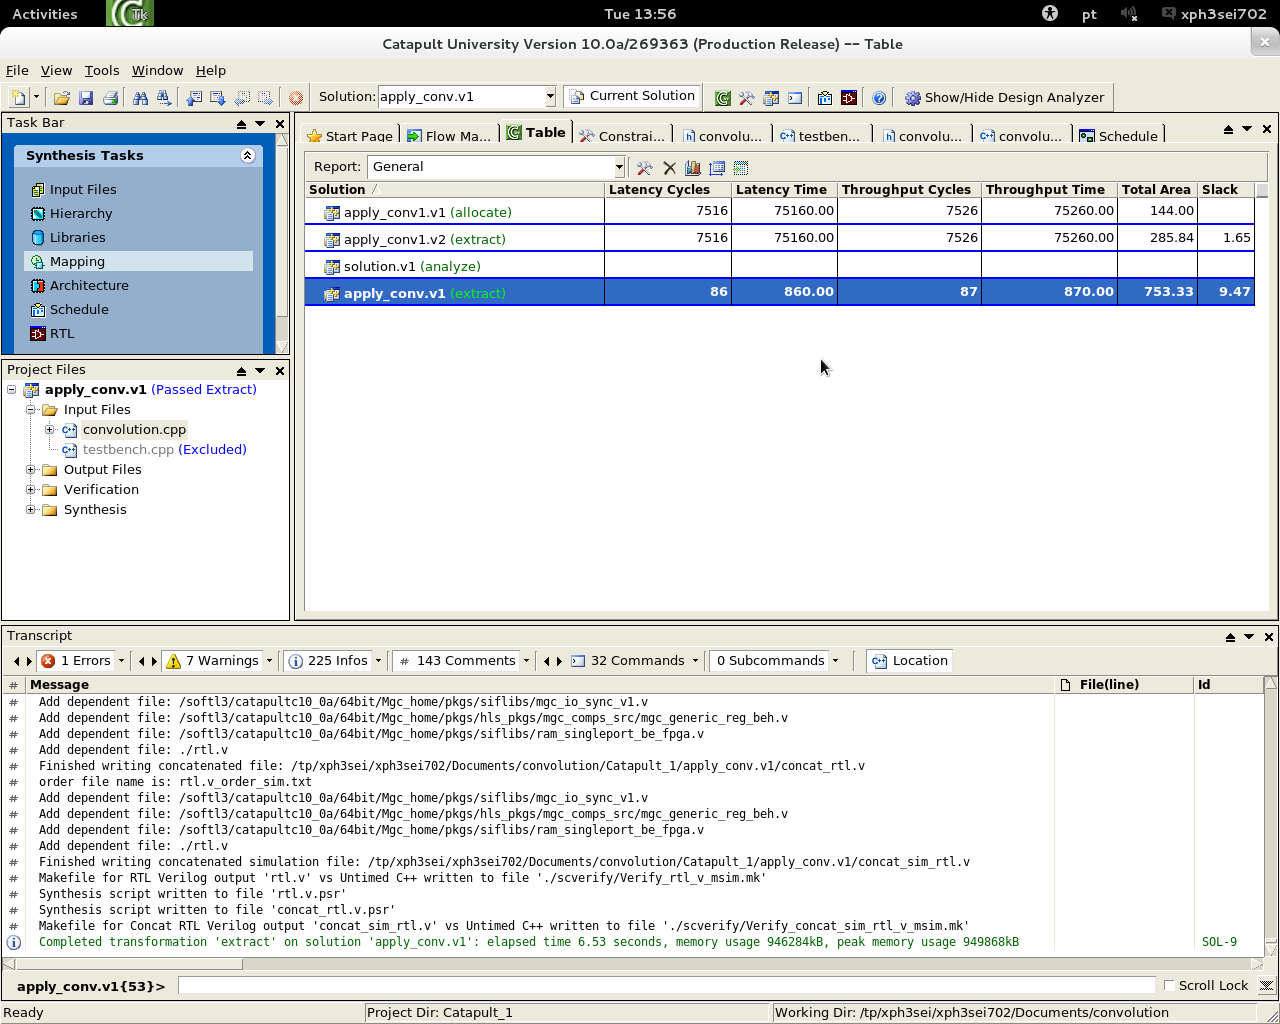 Activities Tk Tue 13:56 pt xph3sei702
Catapult University Version 10.0a/269363 (Production Release) -- Table
File View Tools Window Help
Solution: apply_conv.v1 Current Solution Show/Hide Design Analyzer
Task Bar
Synthesis Tasks
Input Files
Hierarchy
Libraries
Mapping
Architecture
Schedule
RTL
Project Files
apply_conv.v1 (Passed Extract)
Input Files
convolution.cpp
testbench.cpp (Excluded)
Output Files
Verification
Synthesis
Start Page Flow Ma... Table Constrai... convolu... testben... convolu... convolu... Schedule
Report: General
Solution Latency Cycles Latency Time Throughput Cycles Throughput Time Total Area Slack
apply_conv1.v1 (allocate) 7516 75160.00 7526 75260.00 144.00
apply_conv1.v2 (extract) 7516 75160.00 7526 75260.00 285.84 1.65
solution.v1 (analyze)
apply_conv.v1 (extract) 86 860.00 87 870.00 753.33 9.47
Transcript
1 Errors 7 Warnings 225 Infos # 143 Comments 32 Commands 0 Subcommands Location
# Message File(line) Id
# Add dependent file: /softl3/catapultc10_0a/64bit/Mgc_home/pkgs/siflibs/mgc_io_sync_v1.v
# Add dependent file: /softl3/catapultc10_0a/64bit/Mgc_home/pkgs/hls_pkgs/mgc_comps_src/mgc_generic_reg_beh.v
# Add dependent file: /softl3/catapultc10_0a/64bit/Mgc_home/pkgs/siflibs/ram_singleport_be_fpga.v
# Add dependent file: ./rtl.v
# Finished writing concatenated file: /tp/xph3sei/xph3sei702/Documents/convolution/Catapult_1/apply_conv.v1/concat_rtl.v
# order file name is: rtl.v_order_sim.txt
# Add dependent file: /softl3/catapultc10_0a/64bit/Mgc_home/pkgs/siflibs/mgc_io_sync_v1.v
# Add dependent file: /softl3/catapultc10_0a/64bit/Mgc_home/pkgs/hls_pkgs/mgc_comps_src/mgc_generic_reg_beh.v
# Add dependent file: /softl3/catapultc10_0a/64bit/Mgc_home/pkgs/siflibs/ram_singleport_be_fpga.v
# Add dependent file: ./rtl.v
# Finished writing concatenated simulation file: /tp/xph3sei/xph3sei702/Documents/convolution/Catapult_1/apply_conv.v1/concat_sim_rtl.v
# Makefile for RTL Verilog output 'rtl.v' vs Untimed C++ written to file './scverify/Verify_rtl_v_msim.mk'
# Synthesis script written to file 'rtl.v.psr'
# Synthesis script written to file 'concat_rtl.v.psr'
# Makefile for Concat RTL Verilog output 'concat_sim_rtl.v' vs Untimed C++ written to file './scverify/Verify_concat_sim_rtl_v_msim.mk'
Completed transformation 'extract' on solution 'apply_conv.v1': elapsed time 6.53 seconds, memory usage 946284kB, peak memory usage 949868kB SOL-9
apply_conv.v1{53}> Scroll Lock
Ready Project Dir: Catapult_1 Working Dir: /tp/xph3sei/xph3sei702/Documents/convolution